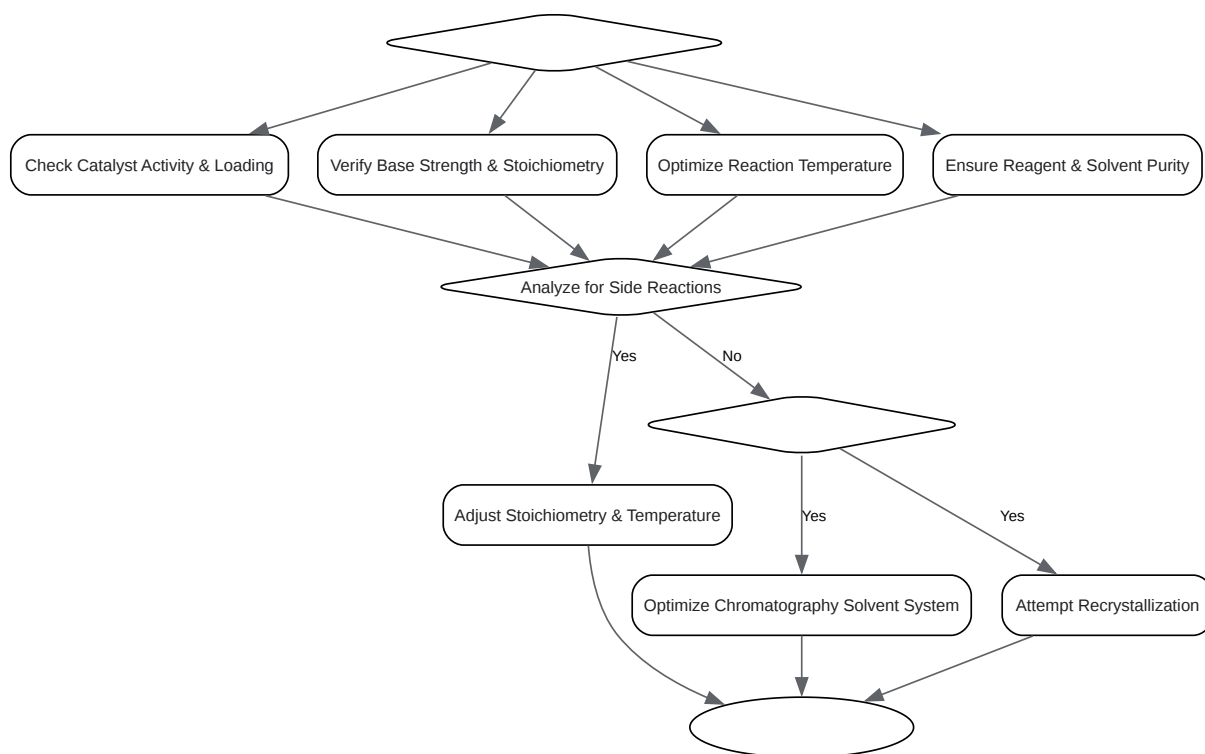 Check Catalyst Activity & Loading
Verify Base Strength & Stoichiometry
Optimize Reaction Temperature
Ensure Reagent & Solvent Purity
Analyze for Side Reactions
Yes
No
Adjust Stoichiometry & Temperature
Yes
Yes
Optimize Chromatography Solvent System
Attempt Recrystallization